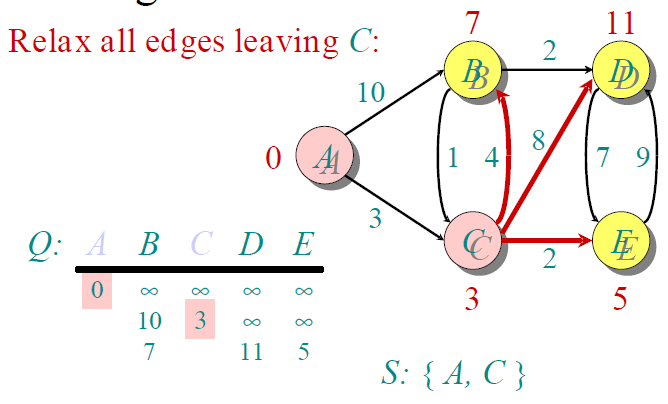 Relax all edges leaving C:
7
11
B
2
D
10
0
A
1
4
8
7
9
3
C
2
E
3
5
Q: A B C D E
0 ∞ ∞ ∞ ∞
10 3 ∞ ∞
7 11 5
S: { A, C }